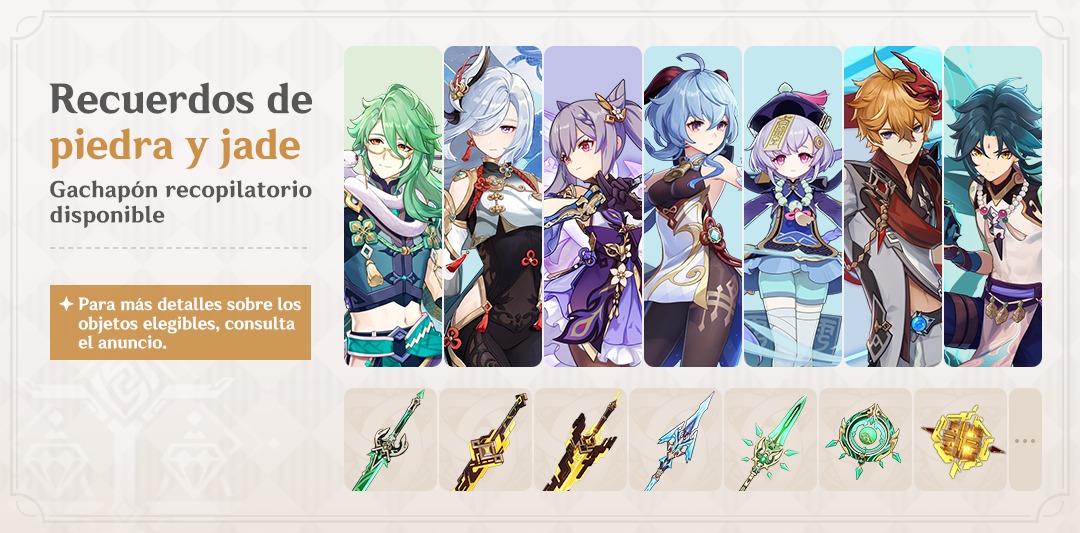 Recuerdos de
piedra y jade
Gachapón recopilatorio
disponible
Para más detalles sobre los
objetos elegibles, consulta
el anuncio.
...